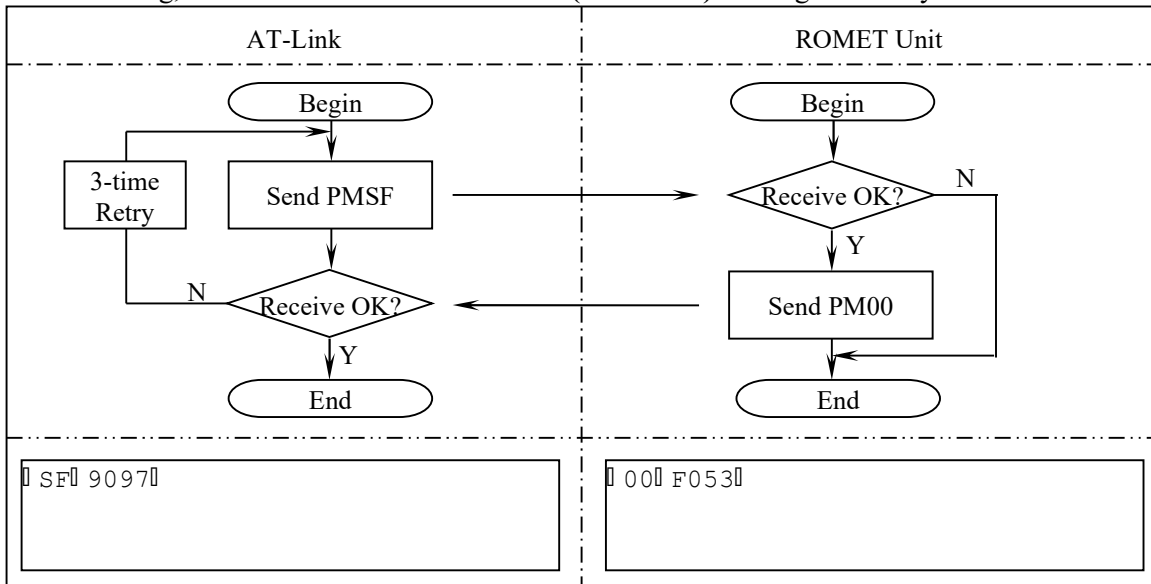 AT-Link
ROMET Unit
Begin
3-time
Retry
Send PMSF
N
Receive OK?
Y
End
Begin
Receive OK?
N
Y
Send PM00
End
▯ SF▯ 9097▯
▯ 00▯ F053▯